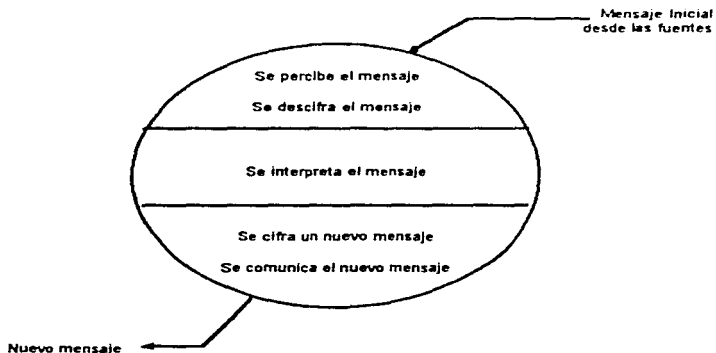 Mensaje Inicial
desde las fuentes
Se percibe el mensaje
Se descifra el mensaje
Se interpreta el mensaje
Se cifra un nuevo mensaje
Se comunica el nuevo mensaje
Nuevo mensaje